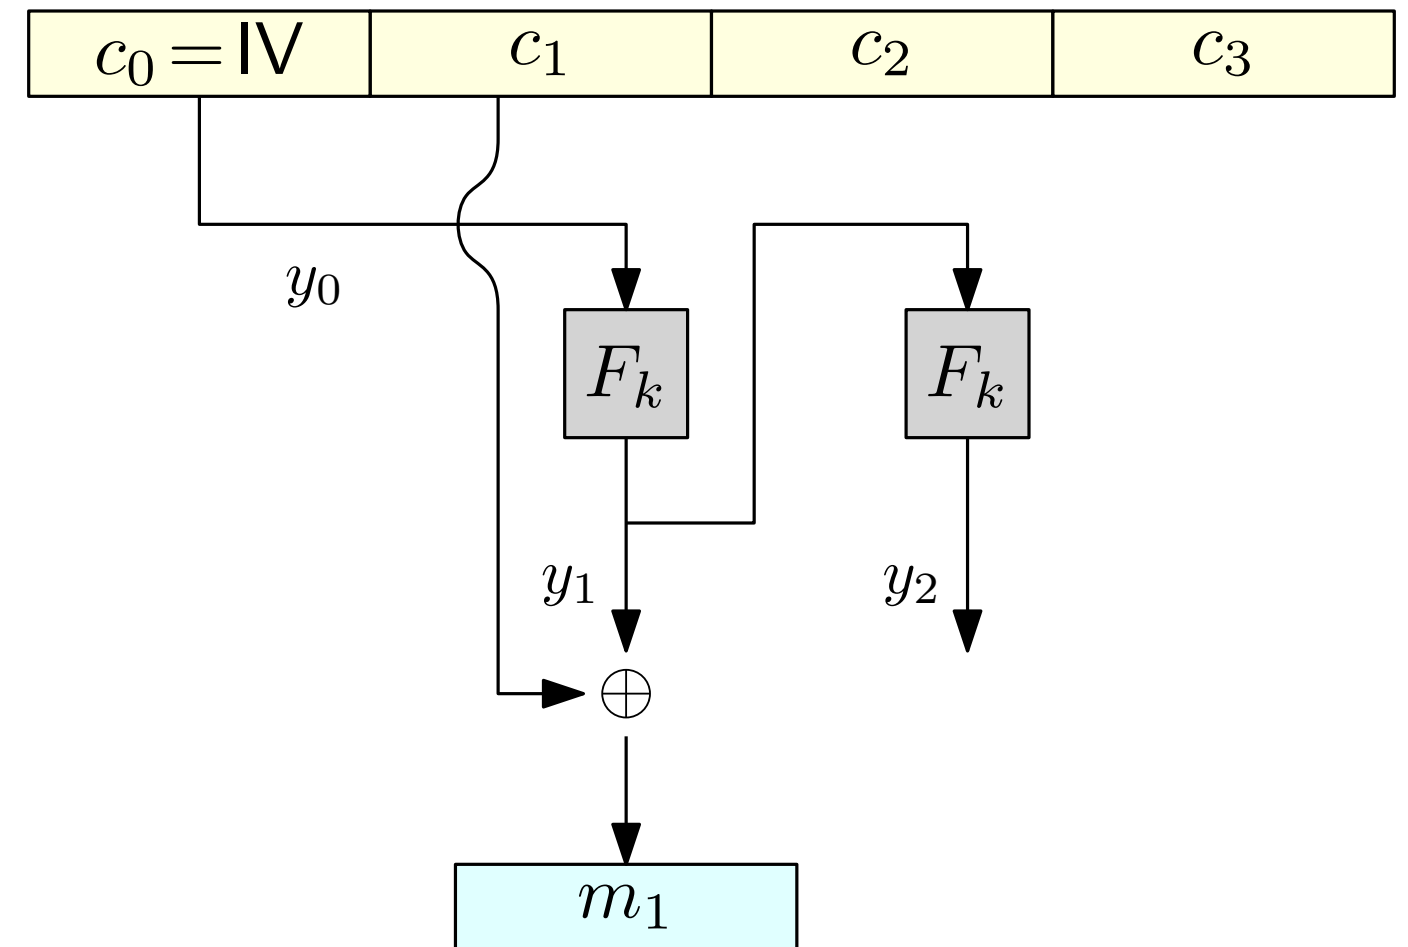 c₀ = IV c₁ c₂ c₃
y₀
Fₖ Fₖ
y₁ y₂
m₁